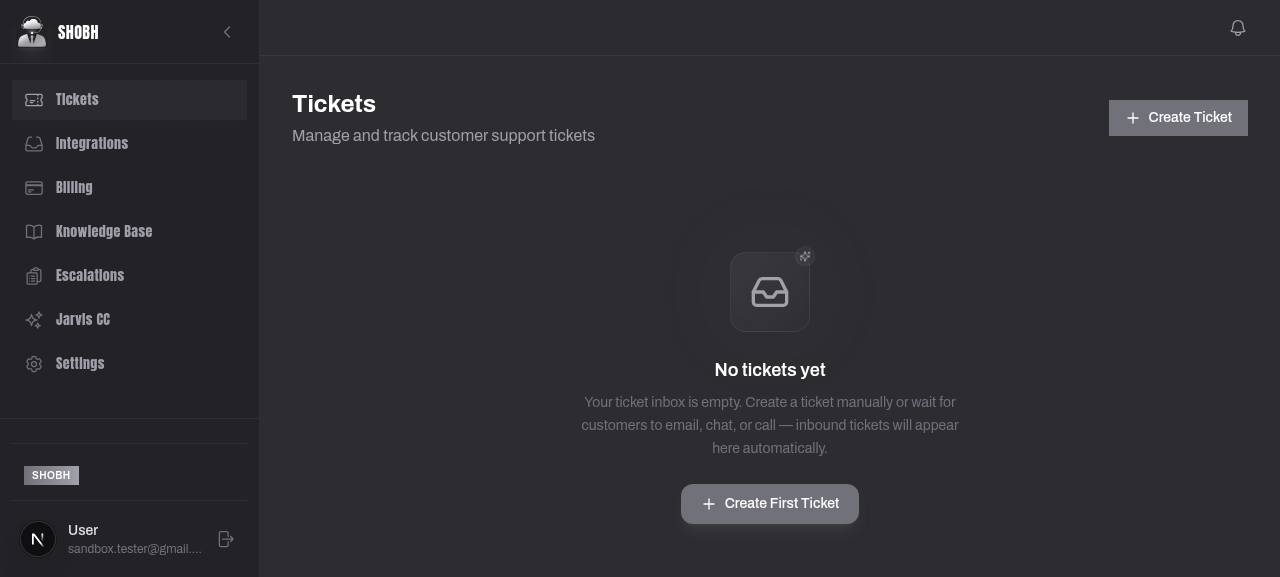 SHOBH
Tickets
Integrations
Billing
Knowledge Base
Escalations
Jarvis CC
Settings
SHOBH
N
User
sandbox.tester@gmail....
Tickets
Manage and track customer support tickets
Create Ticket
No tickets yet
Your ticket inbox is empty. Create a ticket manually or wait for
customers to email, chat, or call — inbound tickets will appear
here automatically.
Create First Ticket